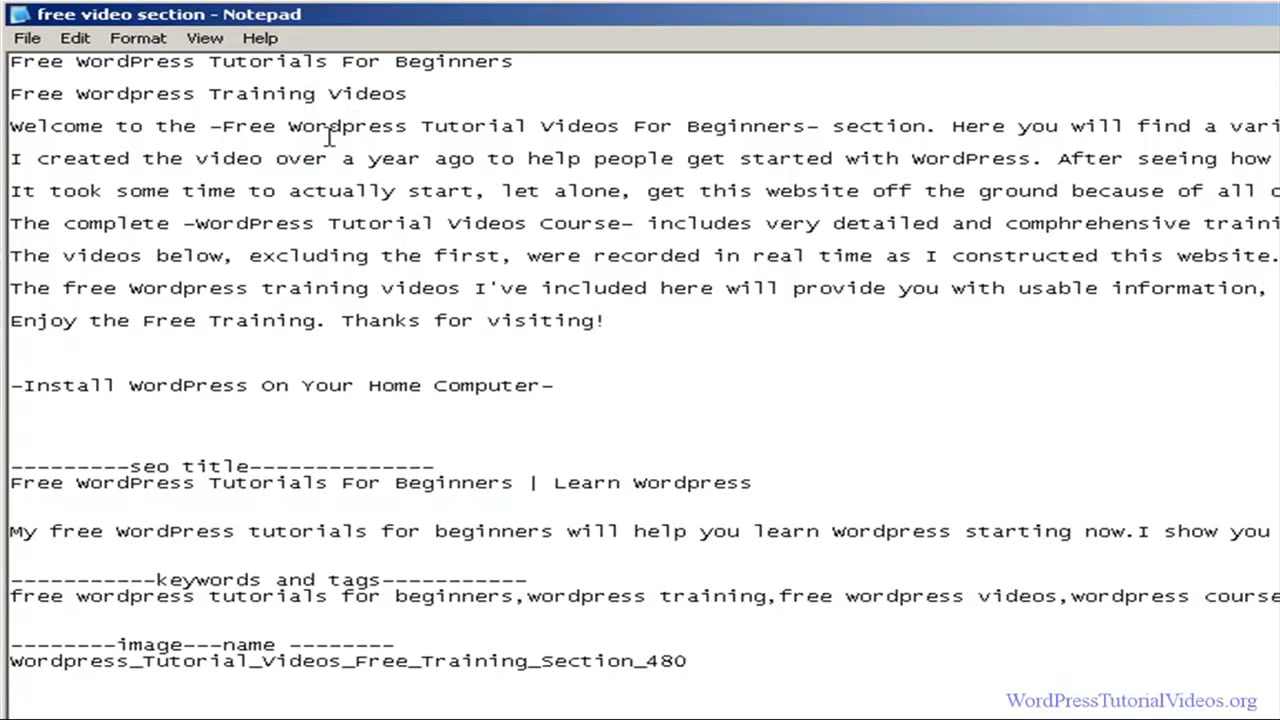 free video section - Notepad
File Edit Format View Help
Free WordPress Tutorials For Beginners
Free Wordpress Training Videos
Welcome to the -Free Wordpress Tutorial Videos For Beginners- section. Here you will find a vari
I created the video over a year ago to help people get started with WordPress. After seeing how
It took some time to actually start, let alone, get this website off the ground because of all o
The complete -WordPress Tutorial Videos Course- includes very detailed and comphrehensive traini
The videos below, excluding the first, were recorded in real time as I constructed this website.
The free Wordpress training videos I've included here will provide you with usable information,
Enjoy the Free Training. Thanks for visiting!
-Install WordPress On Your Home Computer-
---------seo title--------------
Free WordPress Tutorials For Beginners | Learn Wordpress
My free WordPress tutorials for beginners will help you learn Wordpress starting now.I show you
-----------keywords and tags-----------
free wordpress tutorials for beginners,wordpress training,free wordpress videos,wordpress course
--------image---name --------
Wordpress_Tutorial_Videos_Free_Training_Section_480
WordPressTutorialVideos.org